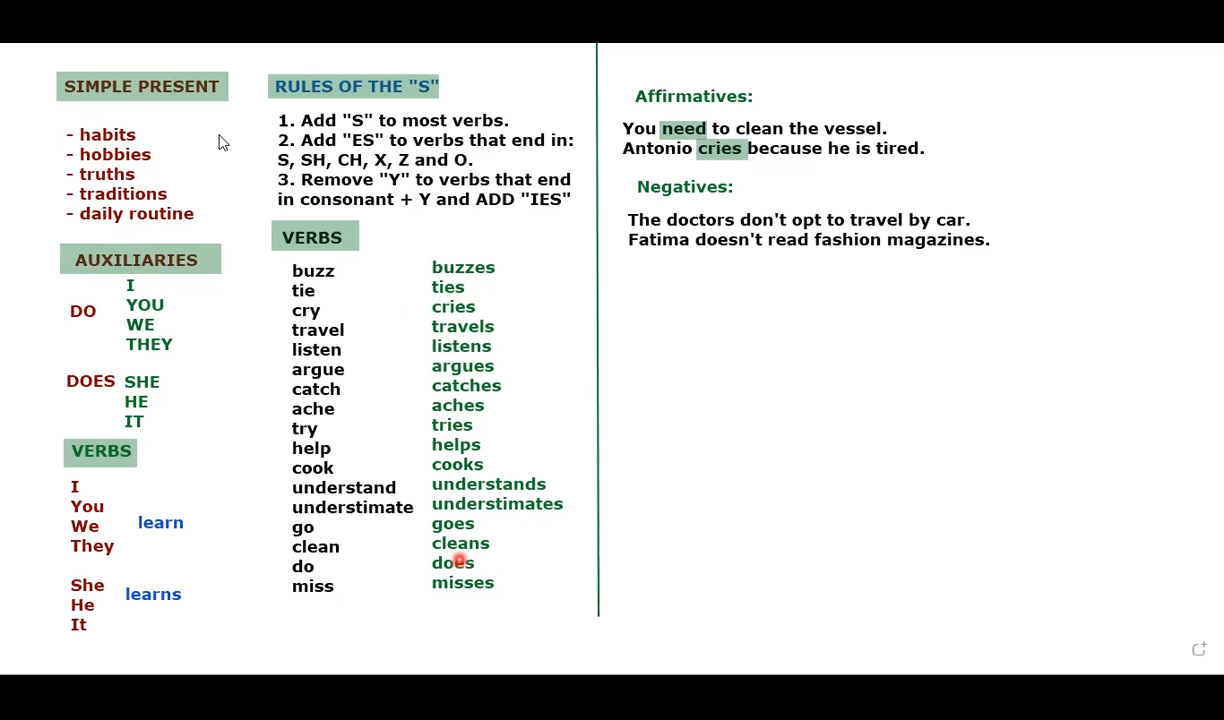 SIMPLE PRESENT
- habits
- hobbies
- truths
- traditions
- daily routine
AUXILIARIES
DO
I
YOU
WE
THEY
DOES
SHE
HE
IT
VERBS
I
You
We
They
learn
She
He
It
learns
RULES OF THE "S"
1. Add "S" to most verbs.
2. Add "ES" to verbs that end in:
S, SH, CH, X, Z and O.
3. Remove "Y" to verbs that end
in consonant + Y and ADD "IES"
VERBS
buzz buzzes
tie ties
cry cries
travel travels
listen listens
argue argues
catch catches
ache aches
try tries
help helps
cook cooks
understand understands
understimate understimates
go goes
clean cleans
do does
miss misses
Affirmatives:
You need to clean the vessel.
Antonio cries because he is tired.
Negatives:
The doctors don't opt to travel by car.
Fatima doesn't read fashion magazines.